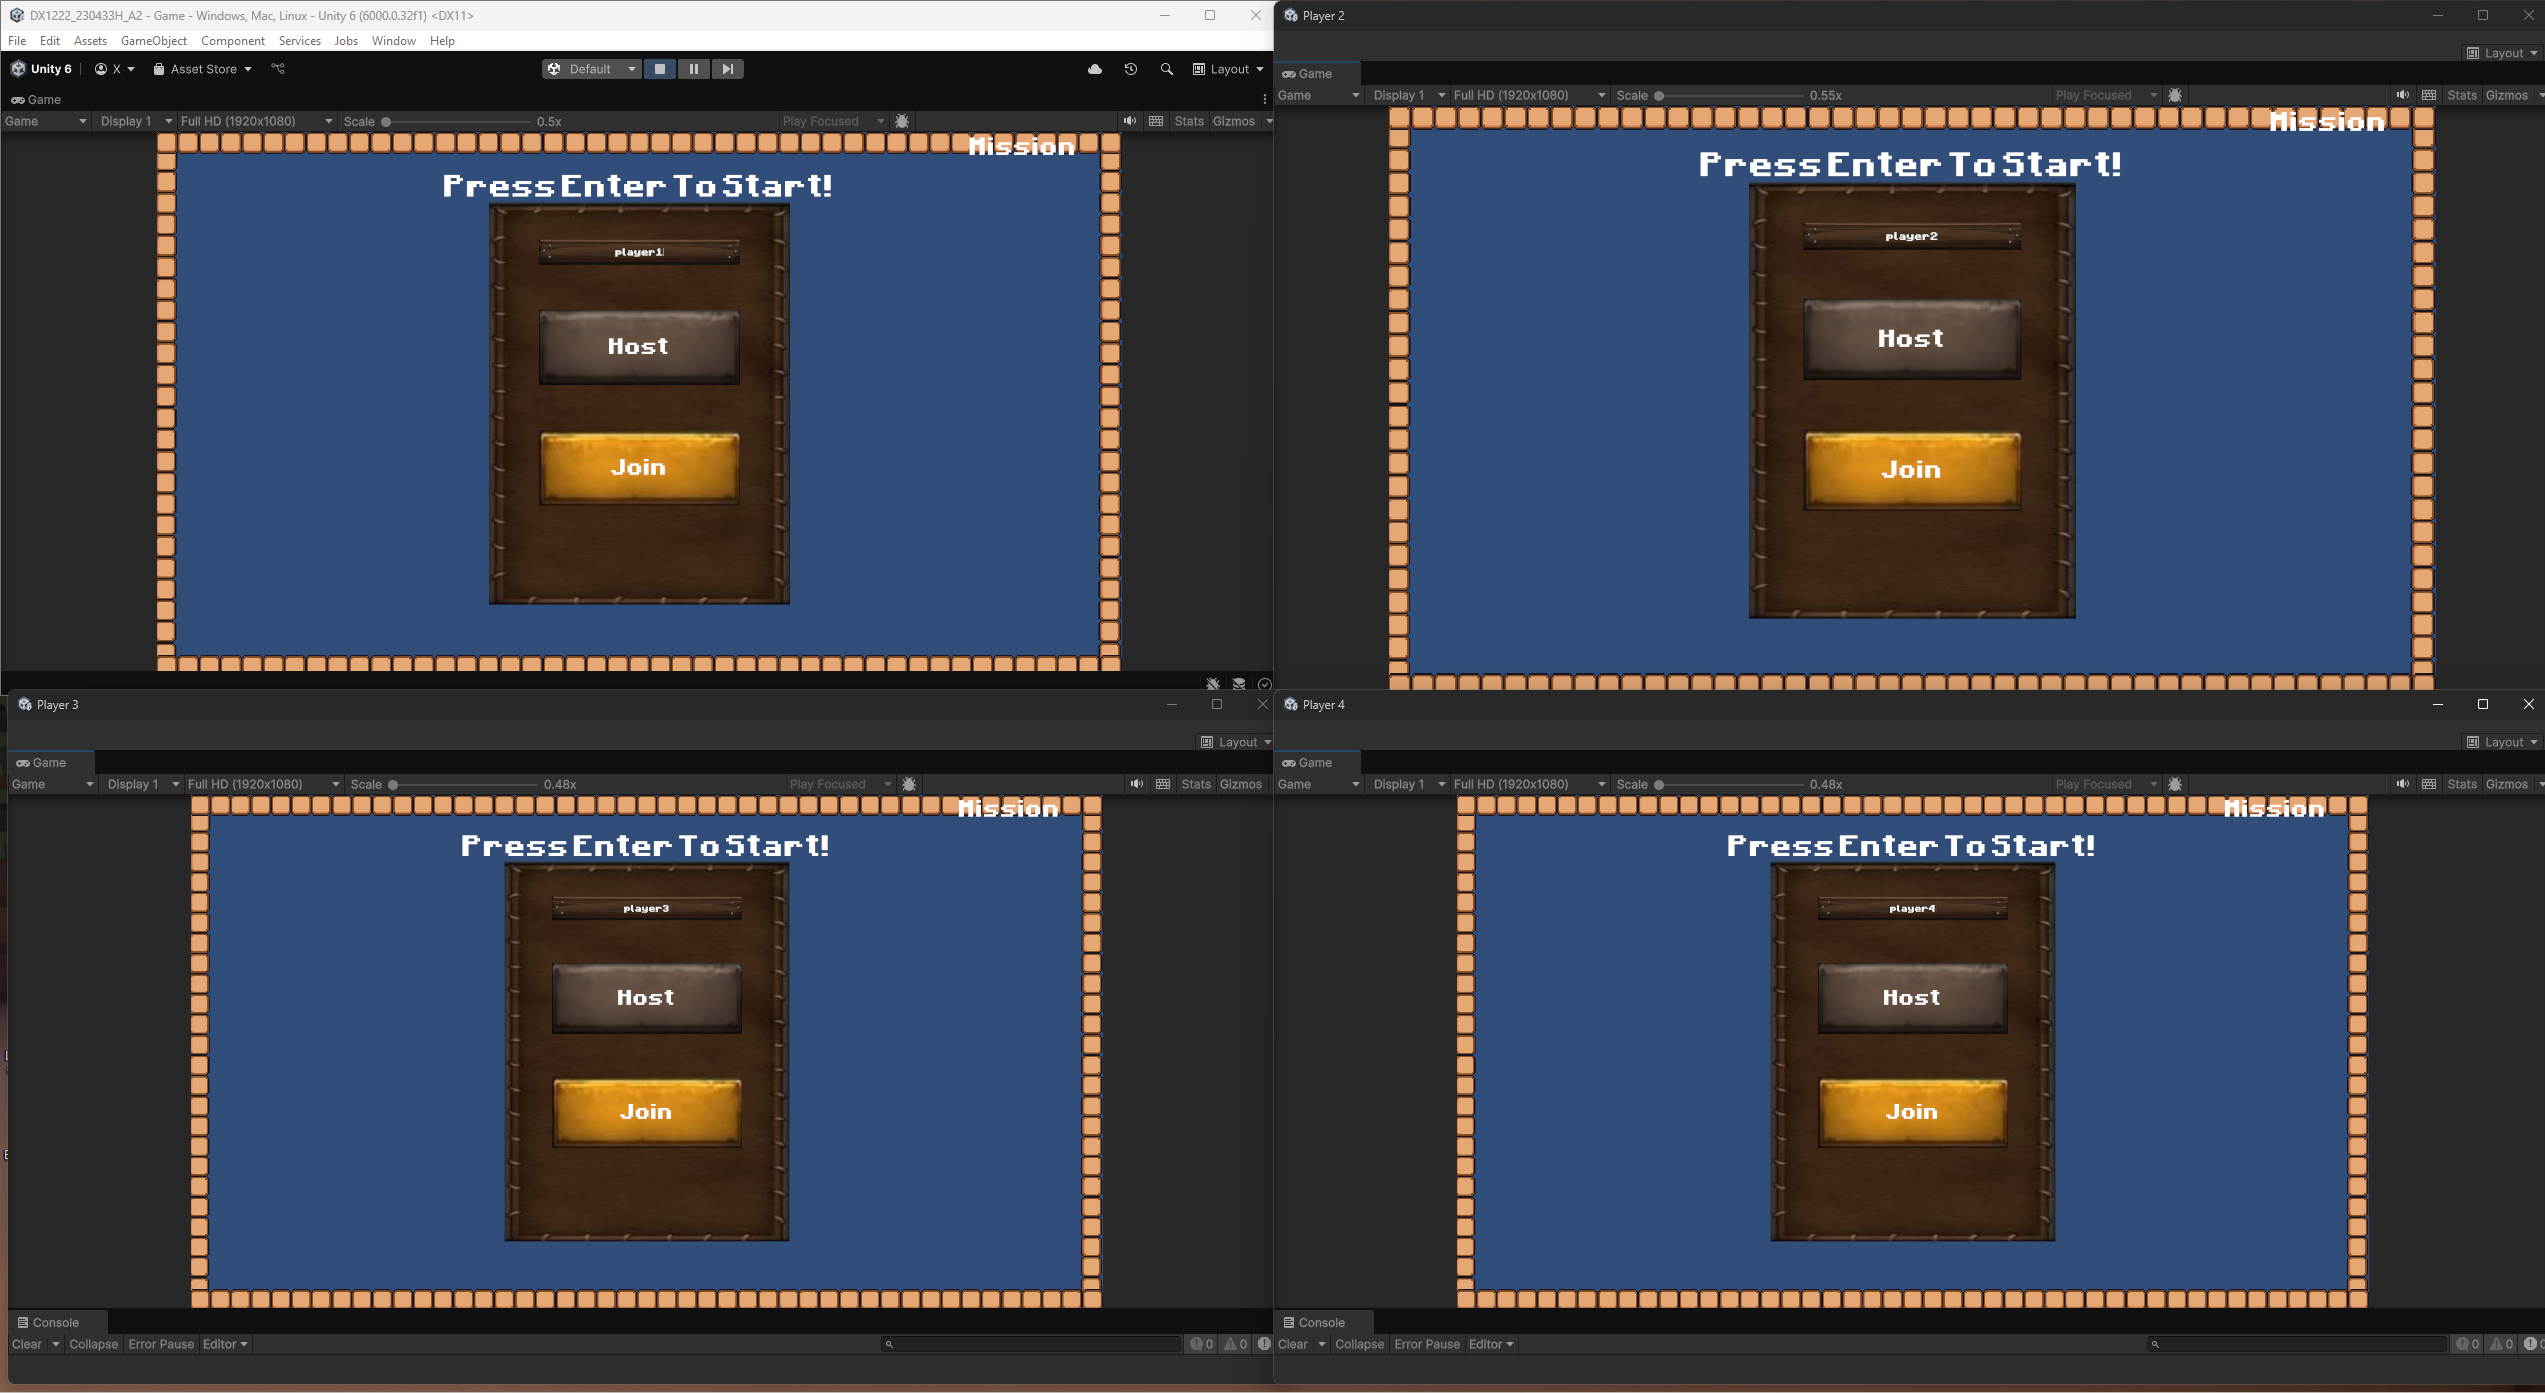 DX1222_230433H_A2 - Game - Windows, Mac, Linux - Unity 6 (6000.0.32f1) <DX11>
File Edit Assets GameObject Component Services Jobs Window Help
Unity 6 X Asset Store Default Layout
Game
Game Display 1 Full HD (1920x1080) Scale 0.5x Play Focused Stats Gizmos
Mission
Press Enter To Start!
player1
Host
Join
Player 2
Layout
Game
Game Display 1 Full HD (1920x1080) Scale 0.55x Play Focused Stats Gizmos
Mission
Press Enter To Start!
player2
Host
Join
Player 3
Layout
Game
Game Display 1 Full HD (1920x1080) Scale 0.48x Play Focused Stats Gizmos
Mission
Press Enter To Start!
player3
Host
Join
Console
Clear Collapse Error Pause Editor 0 0
Player 4
Layout
Game
Game Display 1 Full HD (1920x1080) Scale 0.48x Play Focused Stats Gizmos
Mission
Press Enter To Start!
player4
Host
Join
Console
Clear Collapse Error Pause Editor 0 0